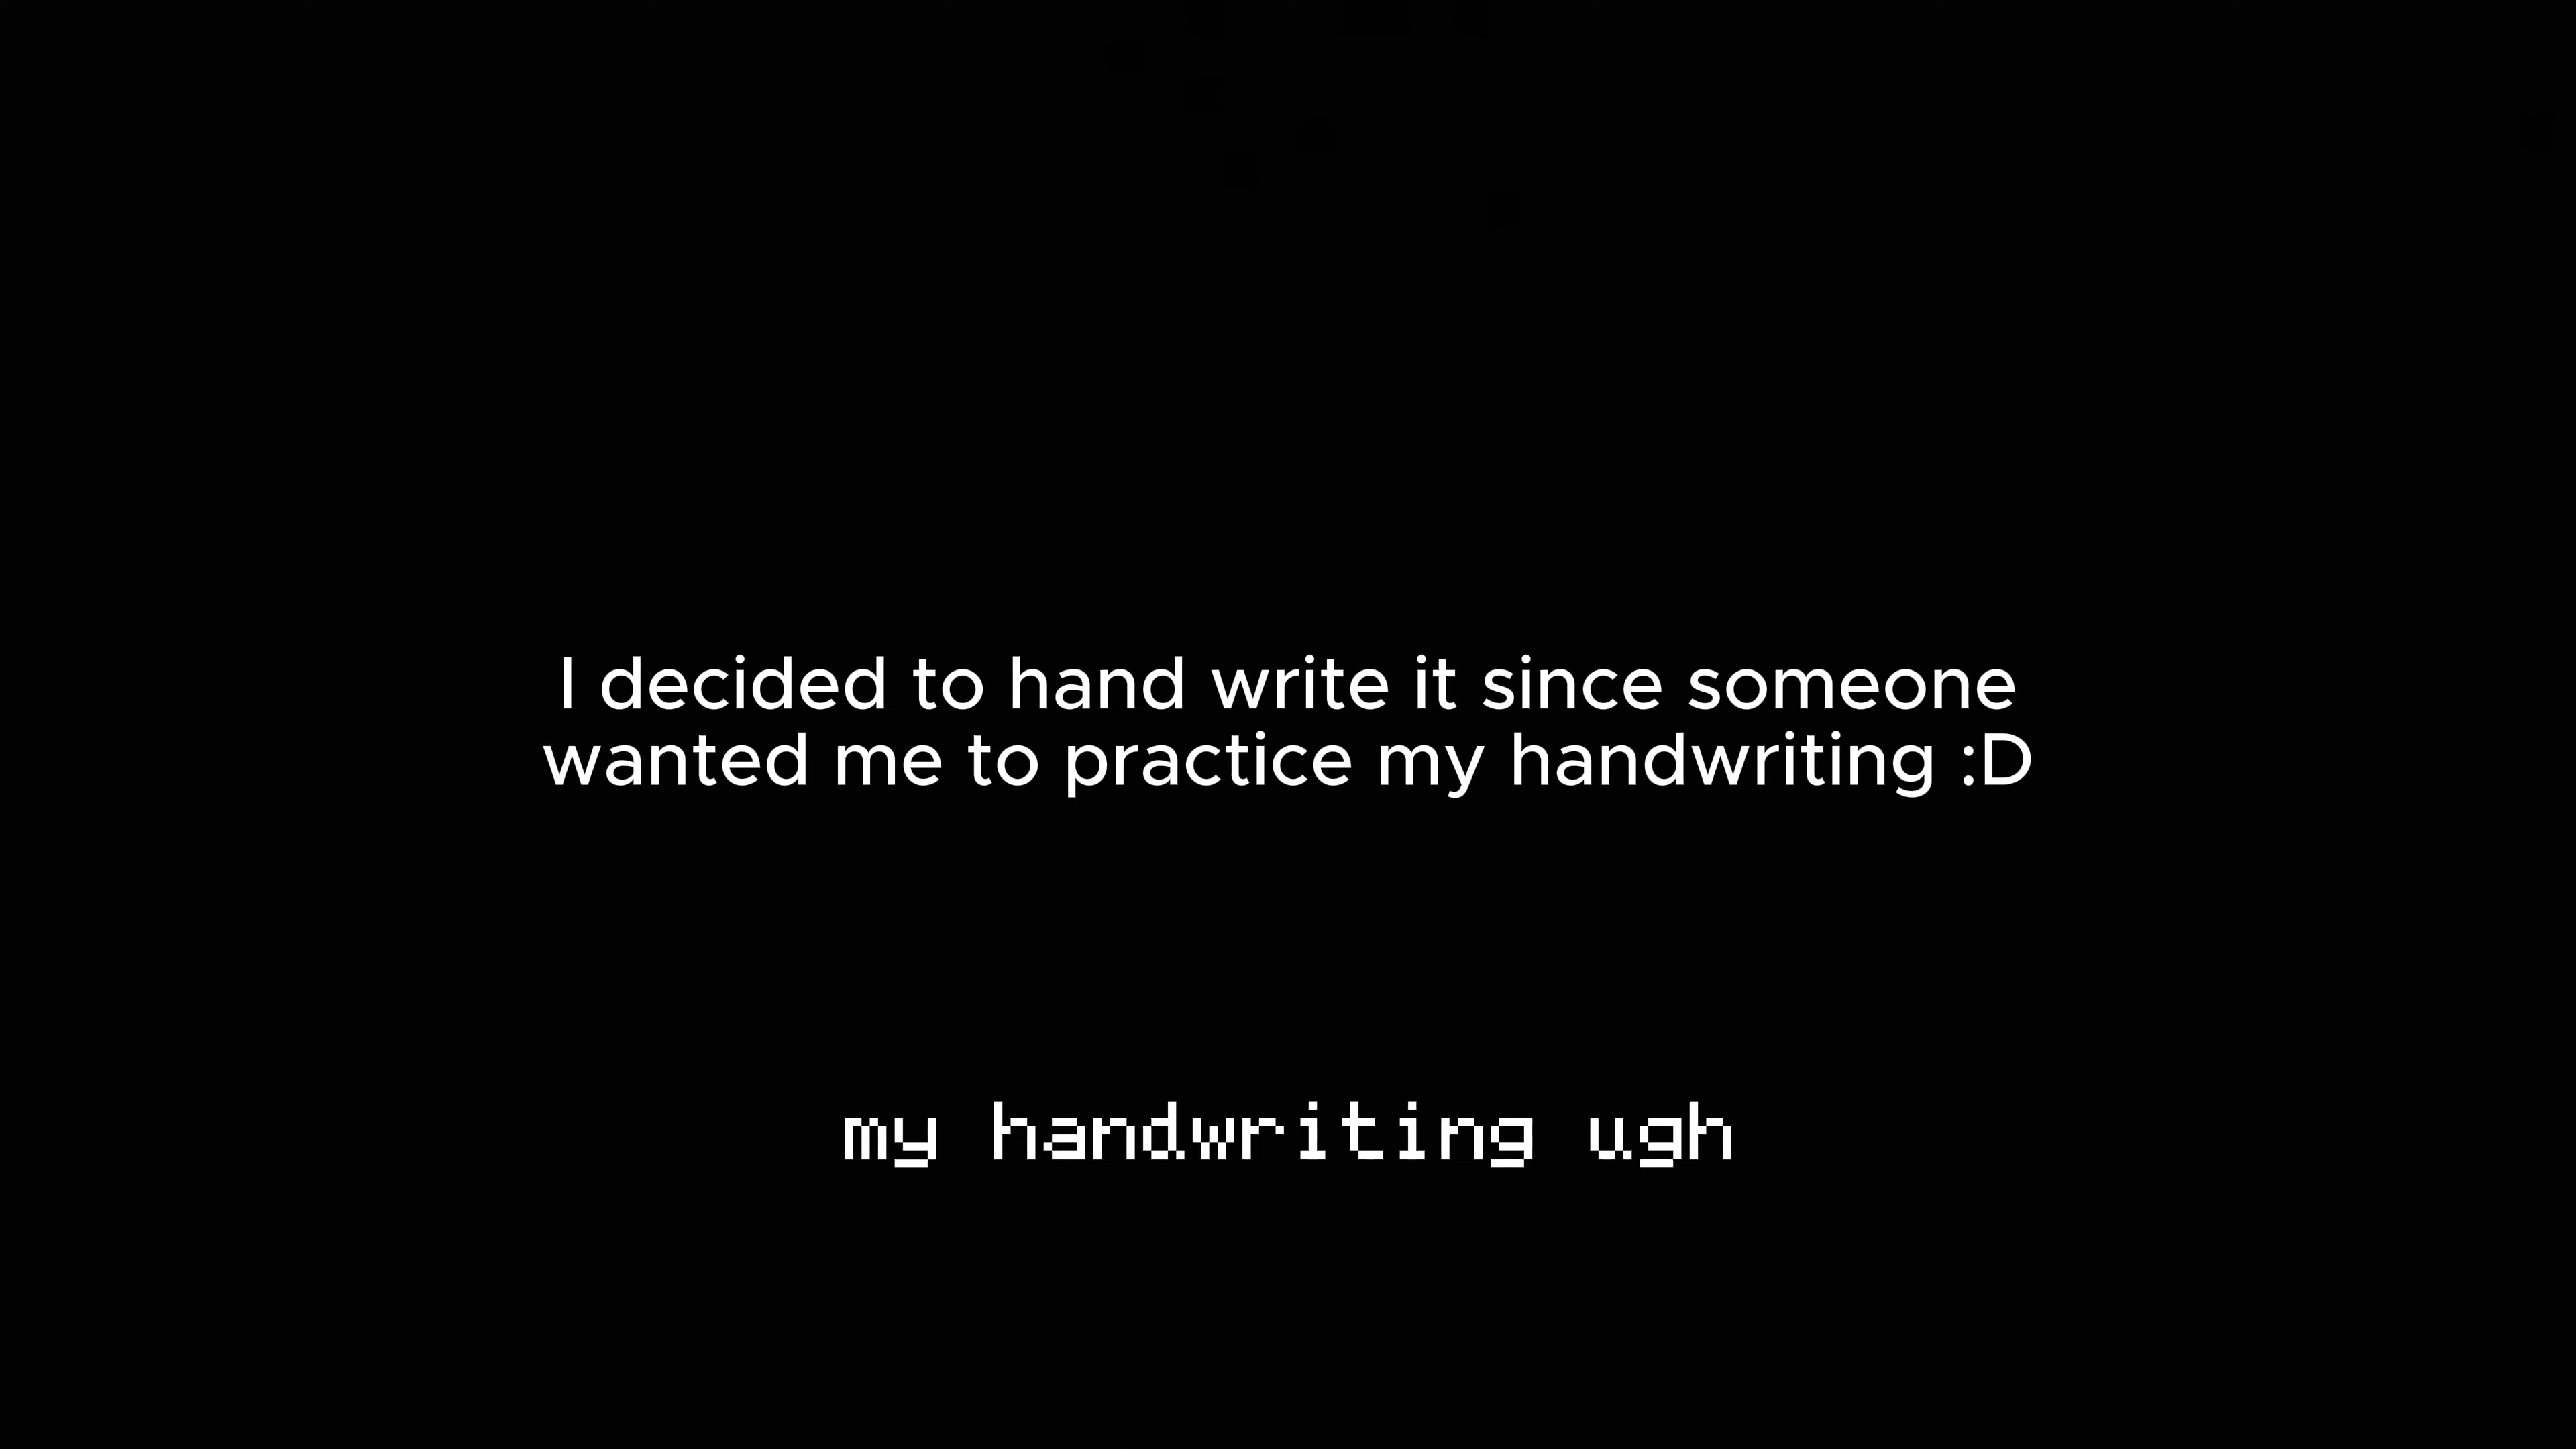 I decided to hand write it since someone
wanted me to practice my handwriting :D
my handwriting ugh